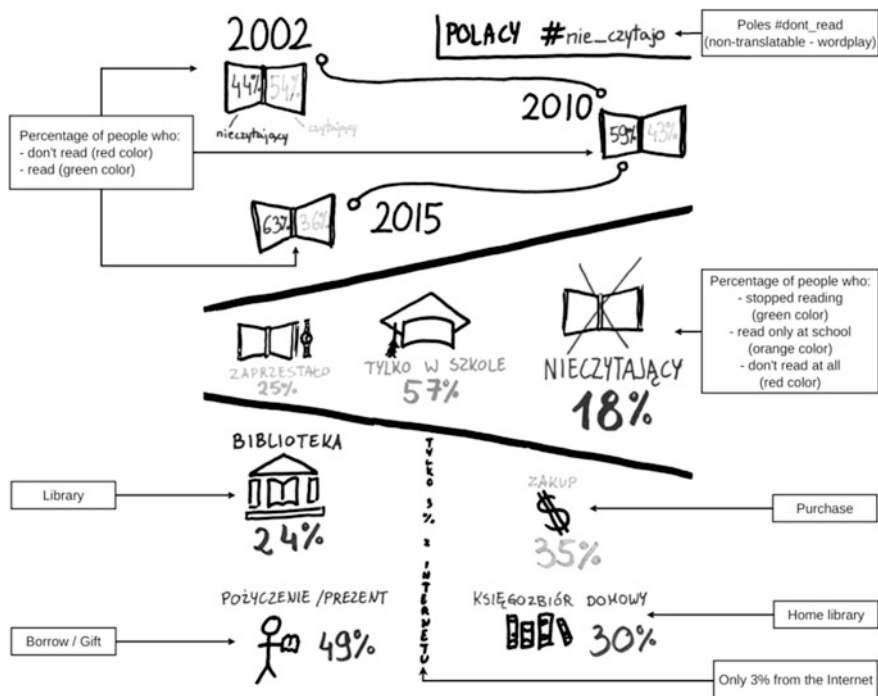 2002
POLACY #nie_czytajo
Poles #dont_read
(non-translatable - wordplay)
44% 54%
nieczytający czytający
2010
59% 43%
Percentage of people who:
- don't read (red color)
- read (green color)
63% 36%
2015
Percentage of people who:
- stopped reading
(green color)
- read only at school
(orange color)
- don't read at all
(red color)
ZAPRZESTAŁO
25%
TYLKO W SZKOLE
57%
NIECZYTAJĄCY
18%
BIBLIOTEKA
Library
24%
TYLKO 3% Z INTERNETU
ZAKUP
Purchase
35%
POŻYCZENIE/PREZENT
Borrow / Gift
49%
KSIĘGOZBIÓR DOMOWY
Home library
30%
Only 3% from the Internet